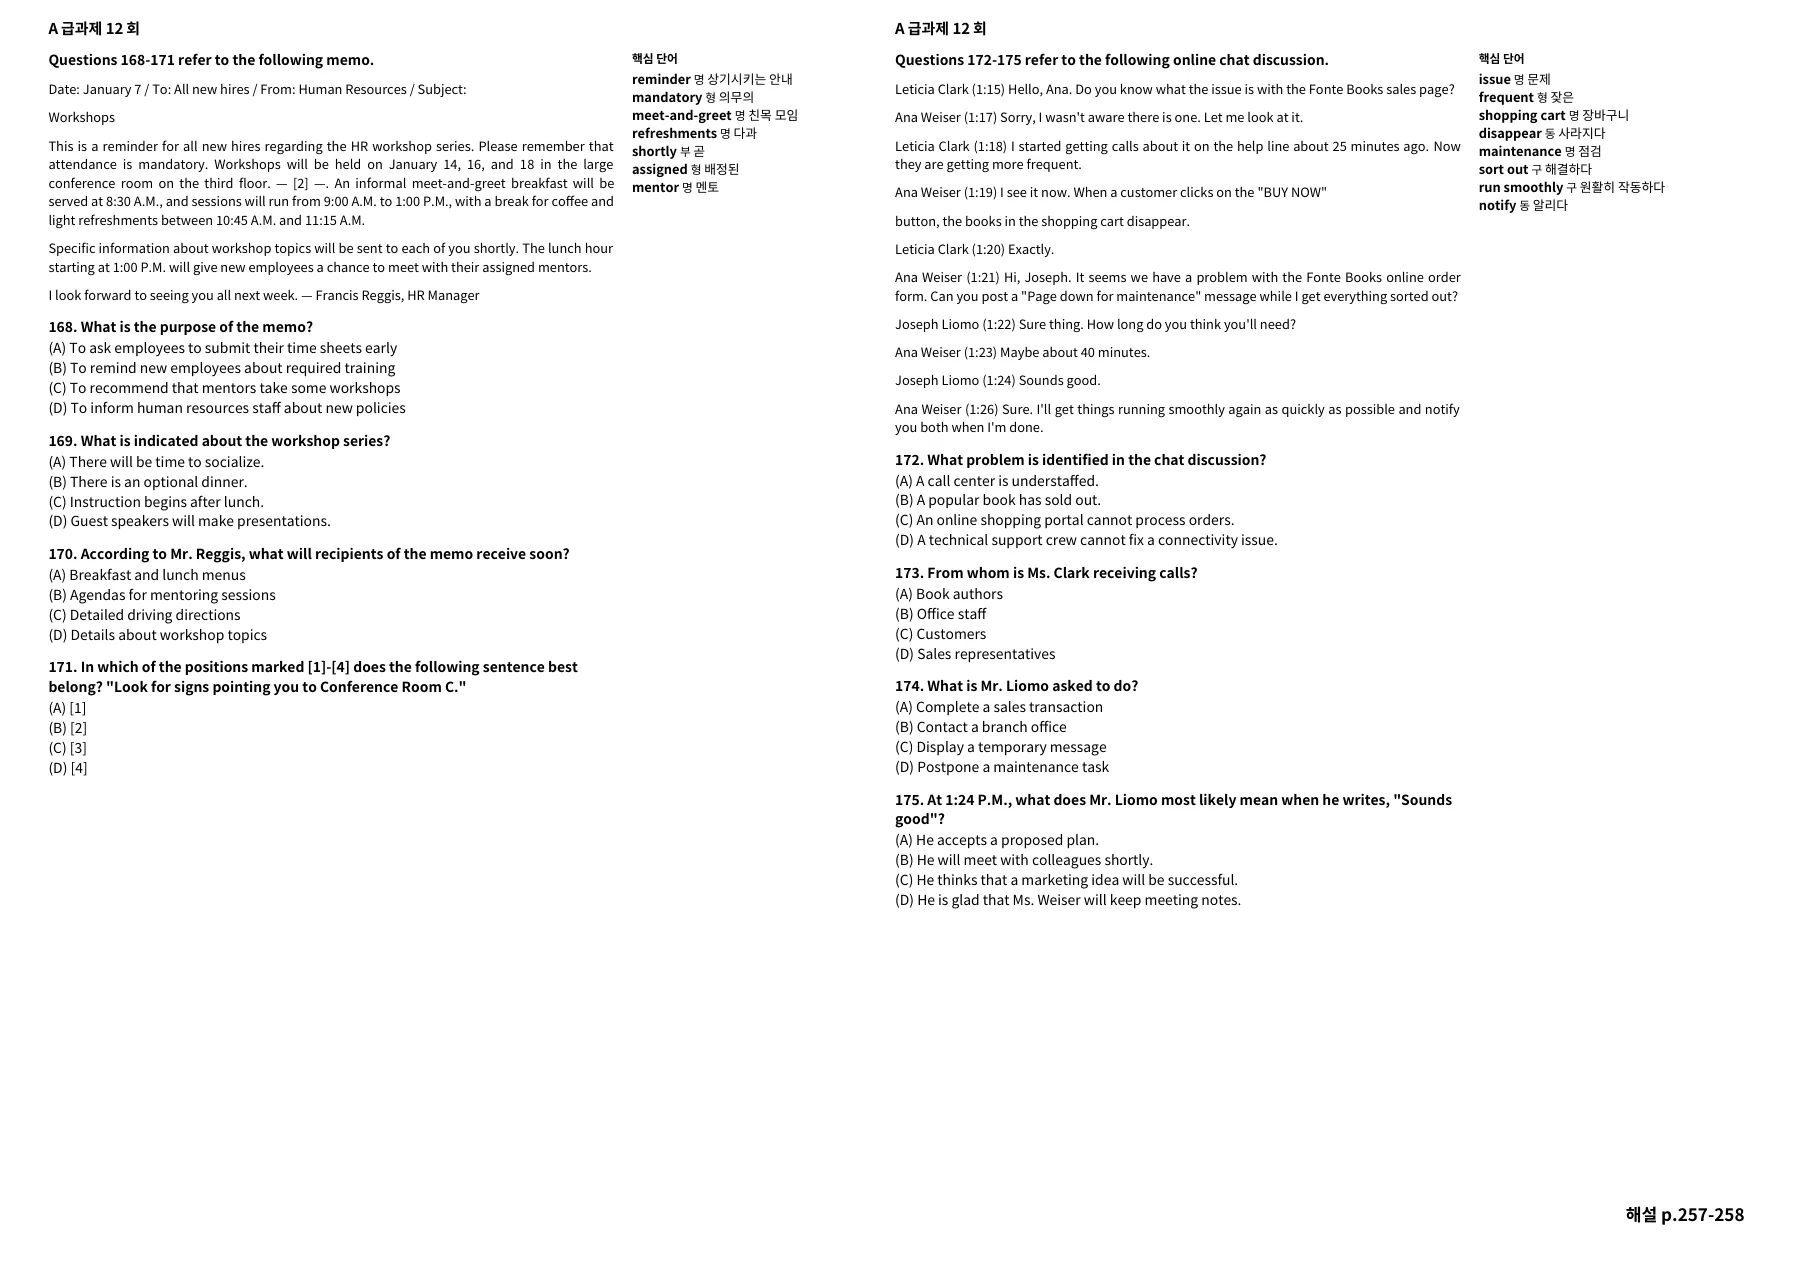 A 급과제 12 회
Questions 168-171 refer to the following memo.
Date: January 7 / To: All new hires / From: Human Resources / Subject:
Workshops
This is a reminder for all new hires regarding the HR workshop series. Please remember that
attendance is mandatory. Workshops will be held on January 14, 16, and 18 in the large
conference room on the third floor. — [2] —. An informal meet-and-greet breakfast will be
served at 8:30 A.M., and sessions will run from 9:00 A.M. to 1:00 P.M., with a break for coffee and
light refreshments between 10:45 A.M. and 11:15 A.M.
Specific information about workshop topics will be sent to each of you shortly. The lunch hour
starting at 1:00 P.M. will give new employees a chance to meet with their assigned mentors.
I look forward to seeing you all next week. — Francis Reggis, HR Manager
168. What is the purpose of the memo?
(A) To ask employees to submit their time sheets early
(B) To remind new employees about required training
(C) To recommend that mentors take some workshops
(D) To inform human resources staff about new policies
169. What is indicated about the workshop series?
(A) There will be time to socialize.
(B) There is an optional dinner.
(C) Instruction begins after lunch.
(D) Guest speakers will make presentations.
170. According to Mr. Reggis, what will recipients of the memo receive soon?
(A) Breakfast and lunch menus
(B) Agendas for mentoring sessions
(C) Detailed driving directions
(D) Details about workshop topics
171. In which of the positions marked [1]-[4] does the following sentence best
belong? "Look for signs pointing you to Conference Room C."
(A) [1]
(B) [2]
(C) [3]
(D) [4]
핵심 단어
reminder 명 상기시키는 안내
mandatory 형 의무의
meet-and-greet 명 친목 모임
refreshments 명 다과
shortly 부 곧
assigned 형 배정된
mentor 명 멘토
A 급과제 12 회
Questions 172-175 refer to the following online chat discussion.
Leticia Clark (1:15) Hello, Ana. Do you know what the issue is with the Fonte Books sales page?
Ana Weiser (1:17) Sorry, I wasn't aware there is one. Let me look at it.
Leticia Clark (1:18) I started getting calls about it on the help line about 25 minutes ago. Now
they are getting more frequent.
Ana Weiser (1:19) I see it now. When a customer clicks on the "BUY NOW"
button, the books in the shopping cart disappear.
Leticia Clark (1:20) Exactly.
Ana Weiser (1:21) Hi, Joseph. It seems we have a problem with the Fonte Books online order
form. Can you post a "Page down for maintenance" message while I get everything sorted out?
Joseph Liomo (1:22) Sure thing. How long do you think you'll need?
Ana Weiser (1:23) Maybe about 40 minutes.
Joseph Liomo (1:24) Sounds good.
Ana Weiser (1:26) Sure. I'll get things running smoothly again as quickly as possible and notify
you both when I'm done.
172. What problem is identified in the chat discussion?
(A) A call center is understaffed.
(B) A popular book has sold out.
(C) An online shopping portal cannot process orders.
(D) A technical support crew cannot fix a connectivity issue.
173. From whom is Ms. Clark receiving calls?
(A) Book authors
(B) Office staff
(C) Customers
(D) Sales representatives
174. What is Mr. Liomo asked to do?
(A) Complete a sales transaction
(B) Contact a branch office
(C) Display a temporary message
(D) Postpone a maintenance task
175. At 1:24 P.M., what does Mr. Liomo most likely mean when he writes, "Sounds
good"?
(A) He accepts a proposed plan.
(B) He will meet with colleagues shortly.
(C) He thinks that a marketing idea will be successful.
(D) He is glad that Ms. Weiser will keep meeting notes.
핵심 단어
issue 명 문제
frequent 형 잦은
shopping cart 명 장바구니
disappear 동 사라지다
maintenance 명 점검
sort out 구 해결하다
run smoothly 구 원활히 작동하다
notify 동 알리다
해설 p.257-258